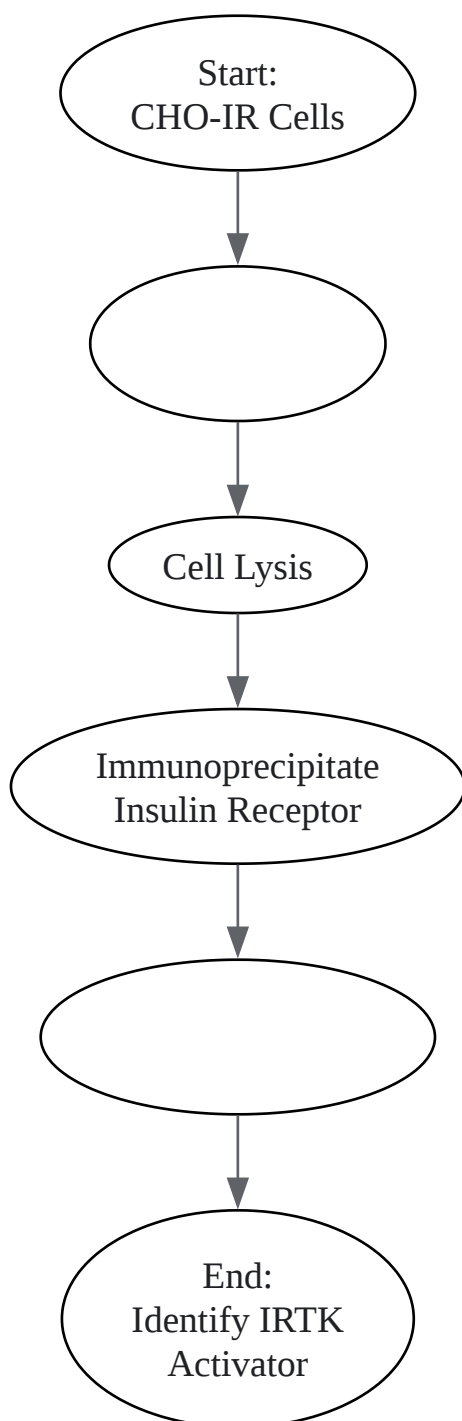 Start:
CHO-IR Cells
Cell Lysis
Immunoprecipitate
Insulin Receptor
End:
Identify IRTK
Activator